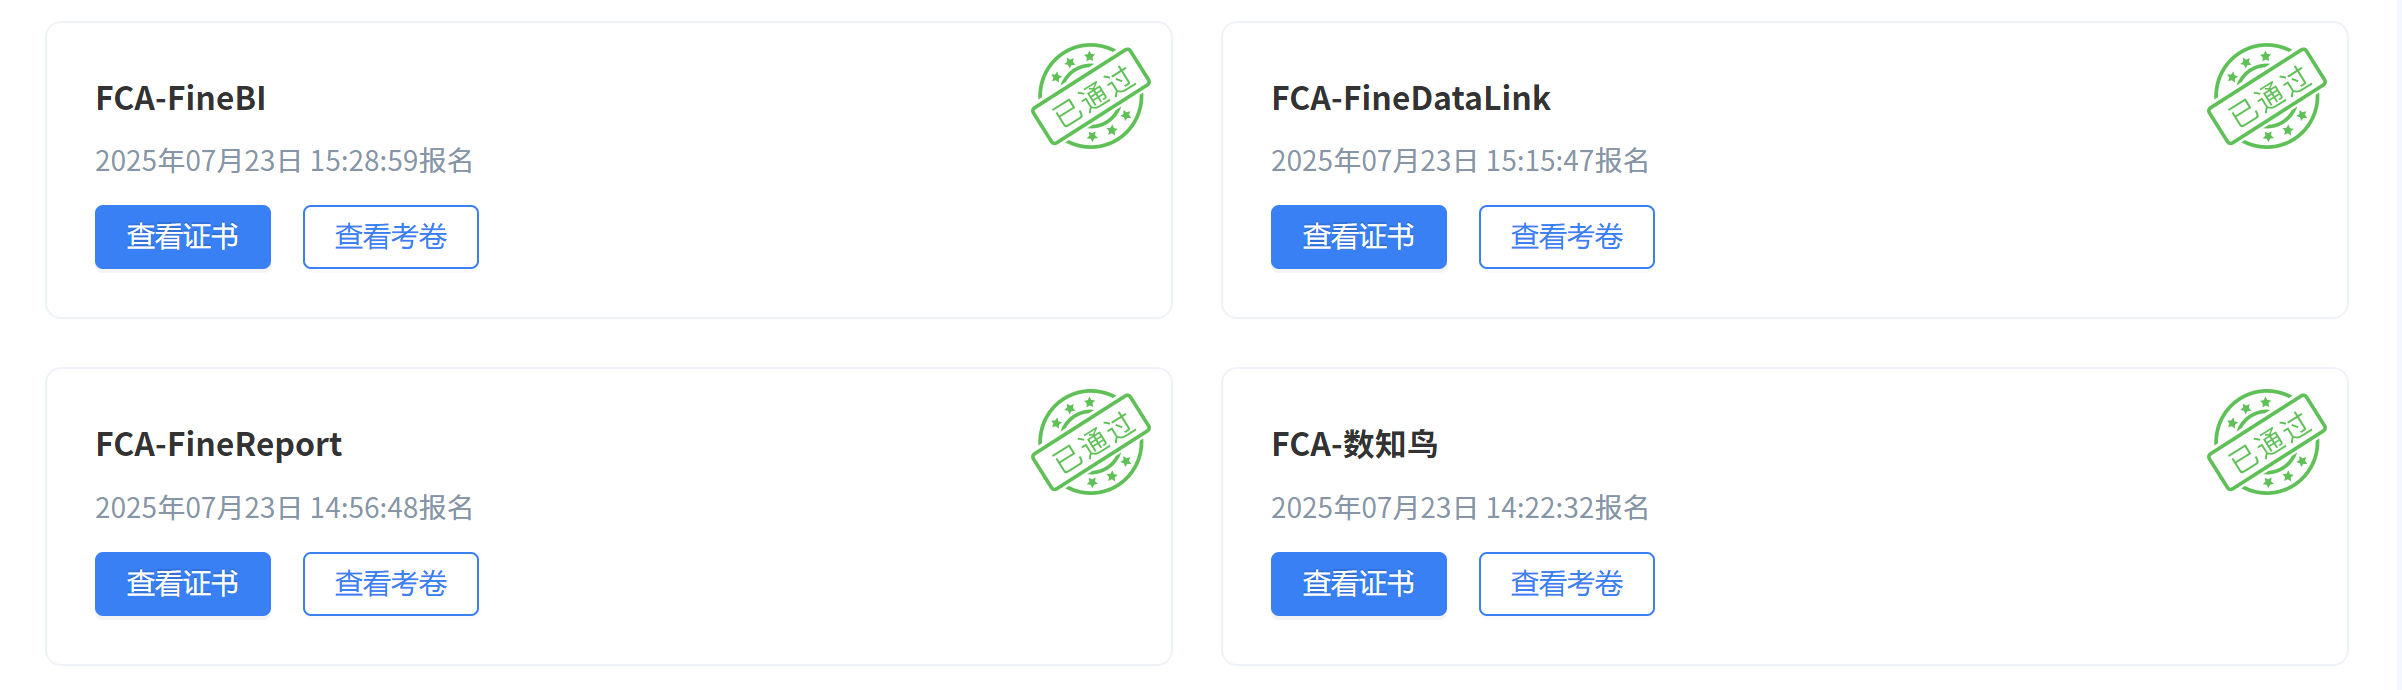 FCA-FineBI
已通过
2025年07月23日 15:28:59报名
查看证书
查看考卷
FCA-FineDataLink
已通过
2025年07月23日 15:15:47报名
查看证书
查看考卷
FCA-FineReport
已通过
2025年07月23日 14:56:48报名
查看证书
查看考卷
FCA-数知鸟
已通过
2025年07月23日 14:22:32报名
查看证书
查看考卷